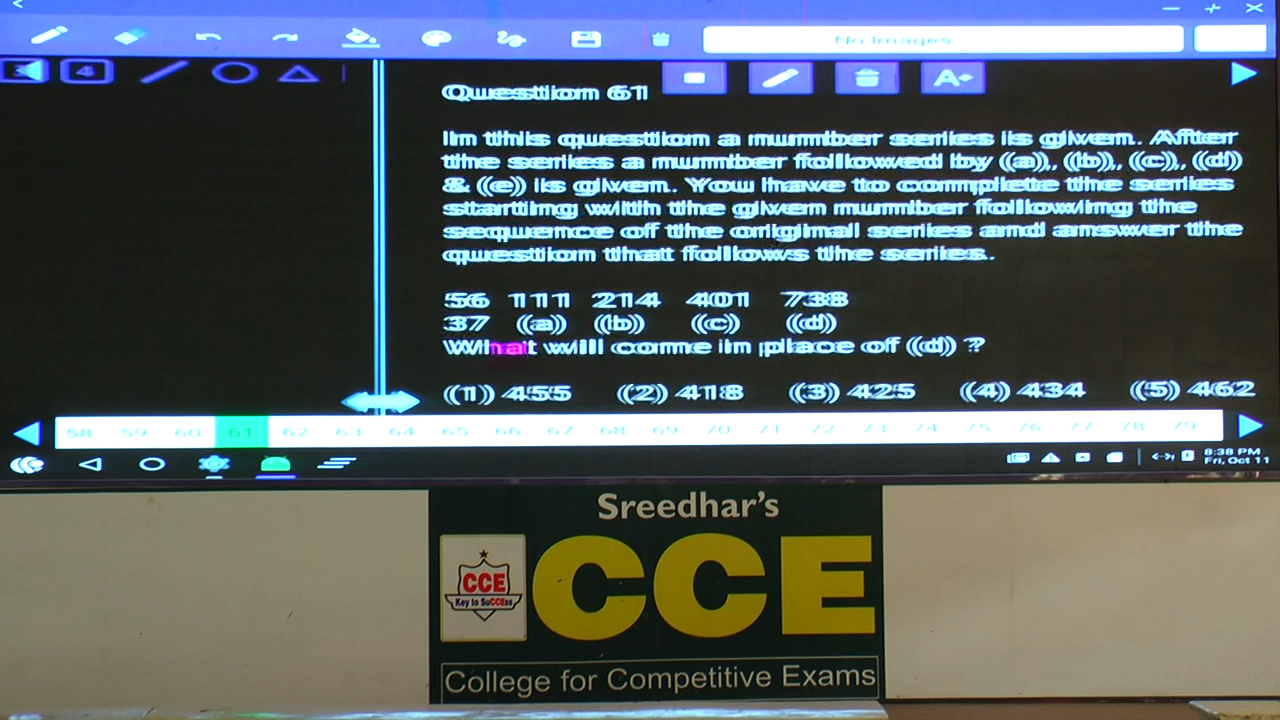 No Images
4
A+
Question 61
In this question a number series is given. After
the series a number followed by (a), (b), (c), (d)
& (e) is given. You have to complete the series
starting with the given number following the
sequence of the original series and answer the
question that follows the series.
56 111 214 401 738
37 (a) (b) (c) (d)
What will come in place of (d) ?
(1) 455 (2) 418 (3) 425 (4) 434 (5) 462
58 59 60 61 62 63 64 65 66 67 68 69 70 71 72 73 74 75 76 77 78 79
8:38 PM
Fri, Oct 11
Sreedhar's
CCE
CCE
Key to SuCCEss
College for Competitive Exams